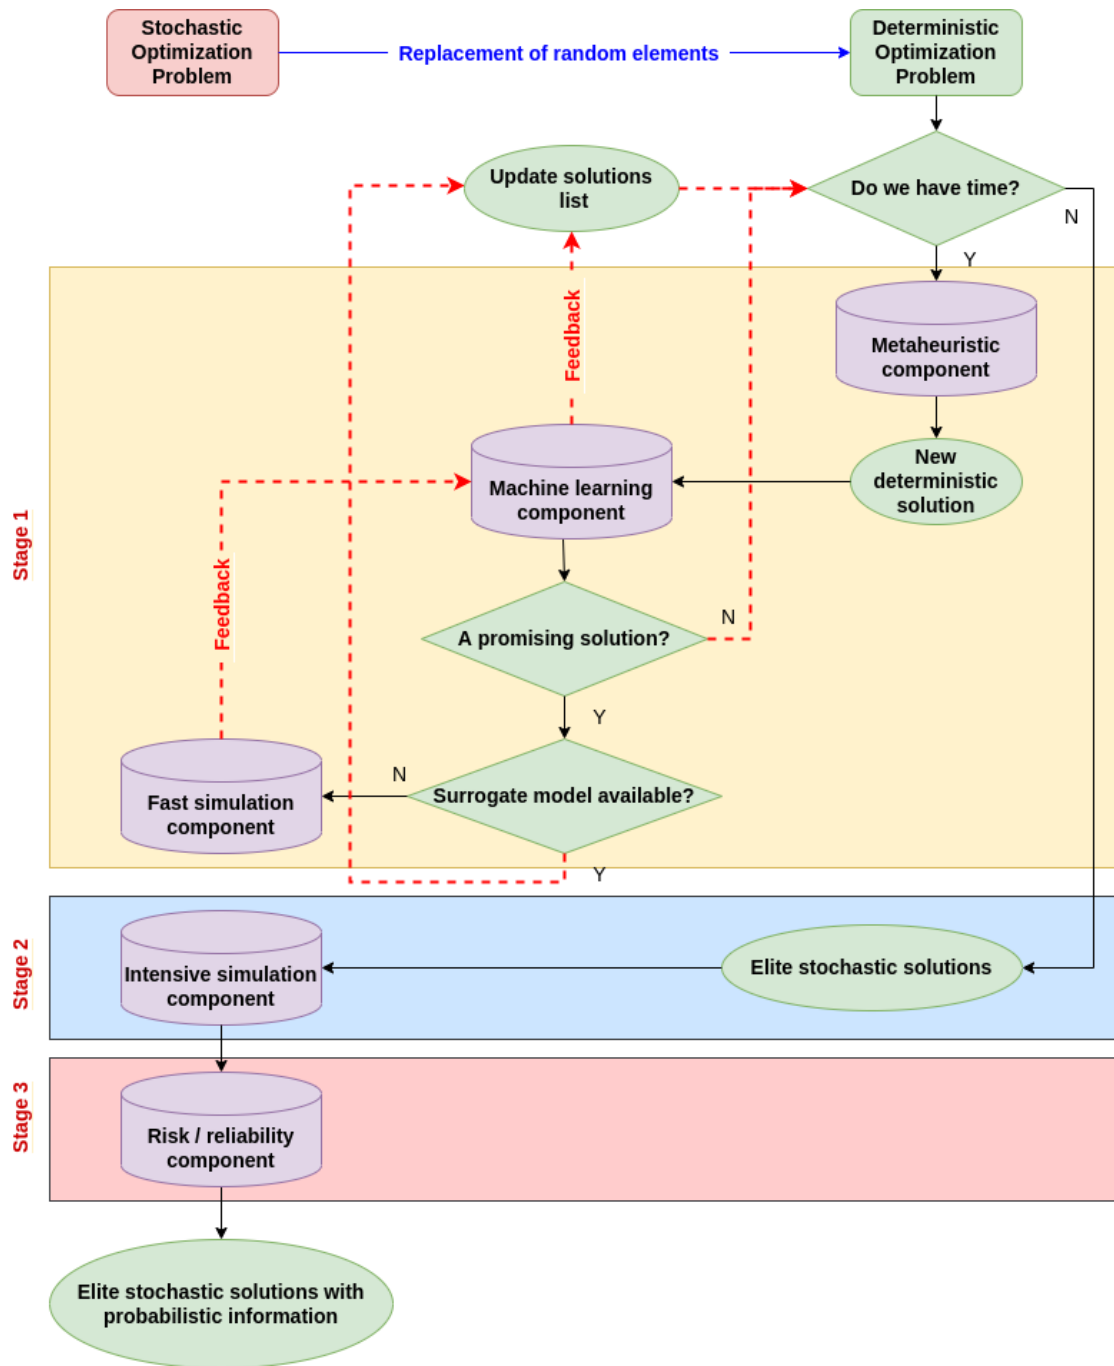 Stochastic
Optimization
Problem
Replacement of random elements
Deterministic
Optimization
Problem
Update solutions
list
Do we have time?
N
Y
Metaheuristic
component
Feedback
New
deterministic
solution
Machine learning
component
Stage 1
Feedback
A promising solution?
N
Y
Surrogate model available?
N
Fast simulation
component
Y
Stage 2
Intensive simulation
component
Elite stochastic solutions
Stage 3
Risk / reliability
component
Elite stochastic solutions with
probabilistic information